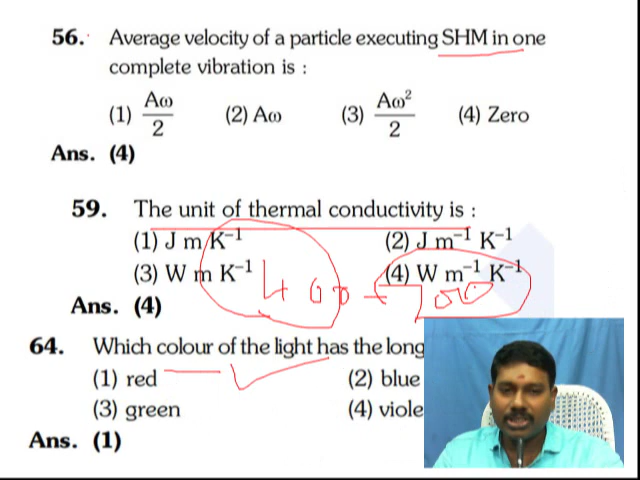 56. Average velocity of a particle executing SHM in one
complete vibration is :
(1) Aω/2 (2) Aω (3) Aω²/2 (4) Zero
Ans. (4)
59. The unit of thermal conductivity is :
(1) J m K⁻¹ (2) J m⁻¹ K⁻¹
(3) W m K⁻¹ (4) W m⁻¹ K⁻¹
400 - 700
Ans. (4)
64. Which colour of the light has the long
(1) red (2) blue
(3) green (4) viole
Ans. (1)